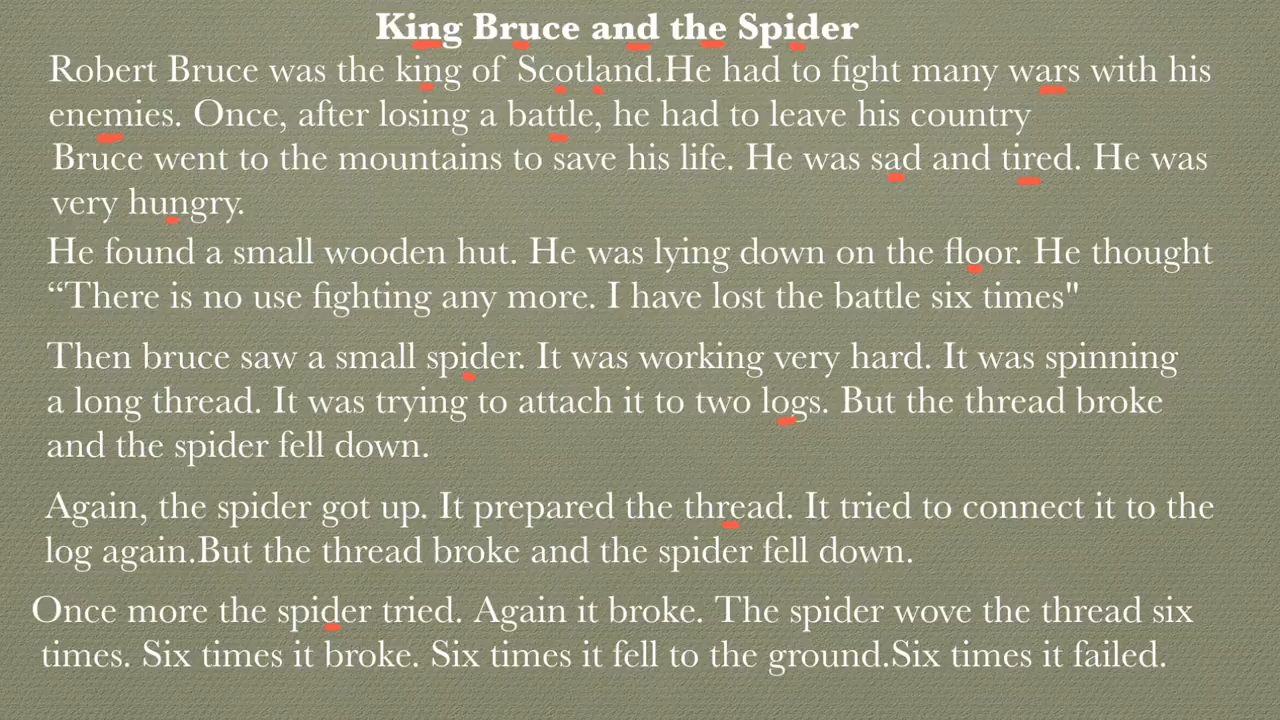 King Bruce and the Spider
Robert Bruce was the king of Scotland.He had to fight many wars with his
enemies. Once, after losing a battle, he had to leave his country
Bruce went to the mountains to save his life. He was sad and tired. He was
very hungry.
He found a small wooden hut. He was lying down on the floor. He thought
“There is no use fighting any more. I have lost the battle six times"
Then bruce saw a small spider. It was working very hard. It was spinning
a long thread. It was trying to attach it to two logs. But the thread broke
and the spider fell down.
Again, the spider got up. It prepared the thread. It tried to connect it to the
log again.But the thread broke and the spider fell down.
Once more the spider tried. Again it broke. The spider wove the thread six
times. Six times it broke. Six times it fell to the ground.Six times it failed.